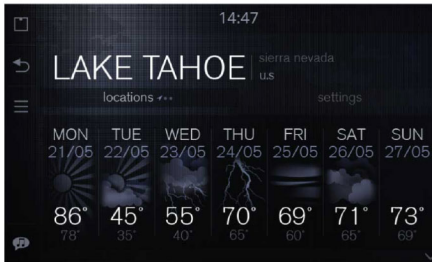 14:47
LAKE TAHOE
sierra nevada
u.s
locations
settings
MON TUE WED THU FRI SAT SUN
21/05 22/05 23/05 24/05 25/05 26/05 27/05
86° 45° 55° 70° 69° 71° 73°
78° 35° 40° 65° 60° 65° 69°